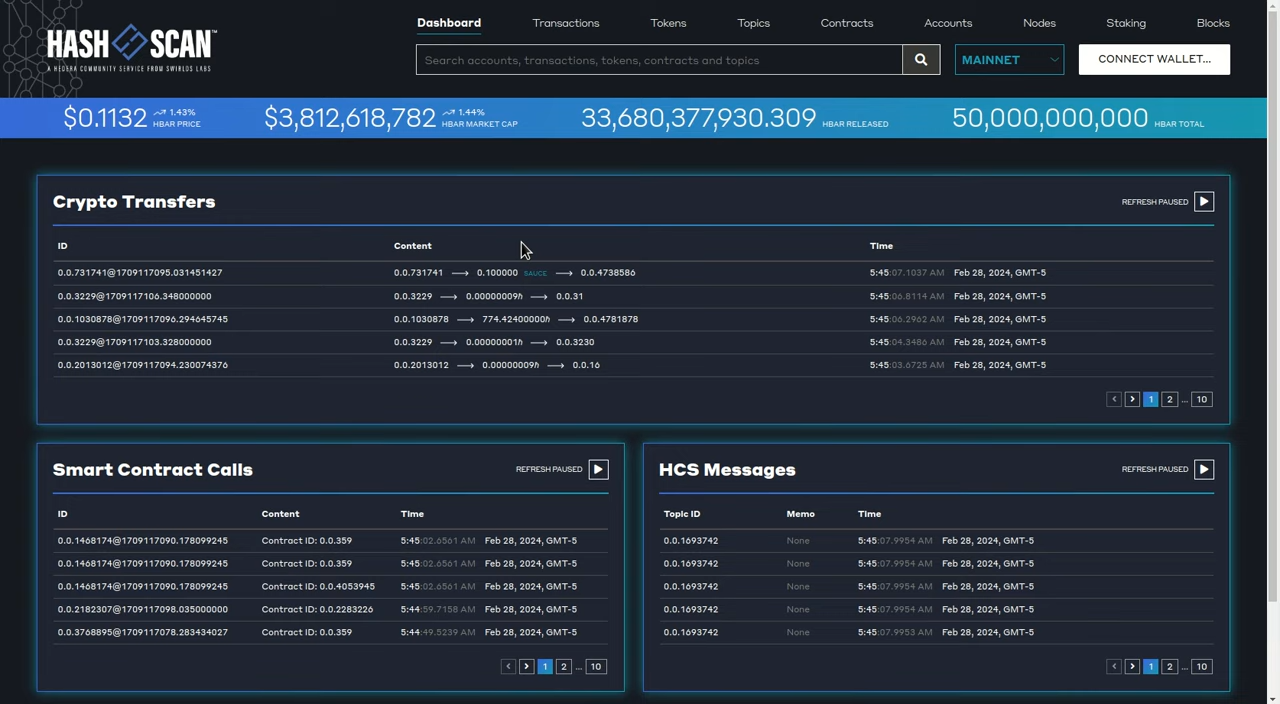 HASH SCAN™
A HEDERA COMMUNITY SERVICE FROM SWIRLDS LABS
Dashboard Transactions Tokens Topics Contracts Accounts Nodes Staking Blocks
Search accounts, transactions, tokens, contracts and topics MAINNET CONNECT WALLET...
$0.1132 1.43% HBAR PRICE $3,812,618,782 1.44% HBAR MARKET CAP 33,680,377,930.309 HBAR RELEASED 50,000,000,000 HBAR TOTAL
Crypto Transfers REFRESH PAUSED
ID Content Time
0.0.731741@1709117095.031451427 0.0.731741 ⟶ 0.100000 SAUCE ⟶ 0.0.4738586 5:45:07.1037 AM Feb 28, 2024, GMT-5
0.0.3229@1709117106.348000000 0.0.3229 ⟶ 0.00000009ℏ ⟶ 0.0.31 5:45:06.8114 AM Feb 28, 2024, GMT-5
0.0.1030878@1709117096.294645745 0.0.1030878 ⟶ 774.42400000ℏ ⟶ 0.0.4781878 5:45:06.2962 AM Feb 28, 2024, GMT-5
0.0.3229@1709117103.328000000 0.0.3229 ⟶ 0.00000001ℏ ⟶ 0.0.3230 5:45:04.3486 AM Feb 28, 2024, GMT-5
0.0.2013012@1709117094.230074376 0.0.2013012 ⟶ 0.00000009ℏ ⟶ 0.0.16 5:45:03.6725 AM Feb 28, 2024, GMT-5
< > 1 2 ... 10
Smart Contract Calls REFRESH PAUSED
ID Content Time
0.0.1468174@1709117090.178099245 Contract ID: 0.0.359 5:45:02.6561 AM Feb 28, 2024, GMT-5
0.0.1468174@1709117090.178099245 Contract ID: 0.0.359 5:45:02.6561 AM Feb 28, 2024, GMT-5
0.0.1468174@1709117090.178099245 Contract ID: 0.0.4053945 5:45:02.6561 AM Feb 28, 2024, GMT-5
0.0.2182307@1709117098.035000000 Contract ID: 0.0.2283226 5:44:59.7158 AM Feb 28, 2024, GMT-5
0.0.3768895@1709117078.283434027 Contract ID: 0.0.359 5:44:49.5239 AM Feb 28, 2024, GMT-5
< > 1 2 ... 10
HCS Messages REFRESH PAUSED
Topic ID Memo Time
0.0.1693742 None 5:45:07.9954 AM Feb 28, 2024, GMT-5
0.0.1693742 None 5:45:07.9954 AM Feb 28, 2024, GMT-5
0.0.1693742 None 5:45:07.9954 AM Feb 28, 2024, GMT-5
0.0.1693742 None 5:45:07.9954 AM Feb 28, 2024, GMT-5
0.0.1693742 None 5:45:07.9953 AM Feb 28, 2024, GMT-5
< > 1 2 ... 10